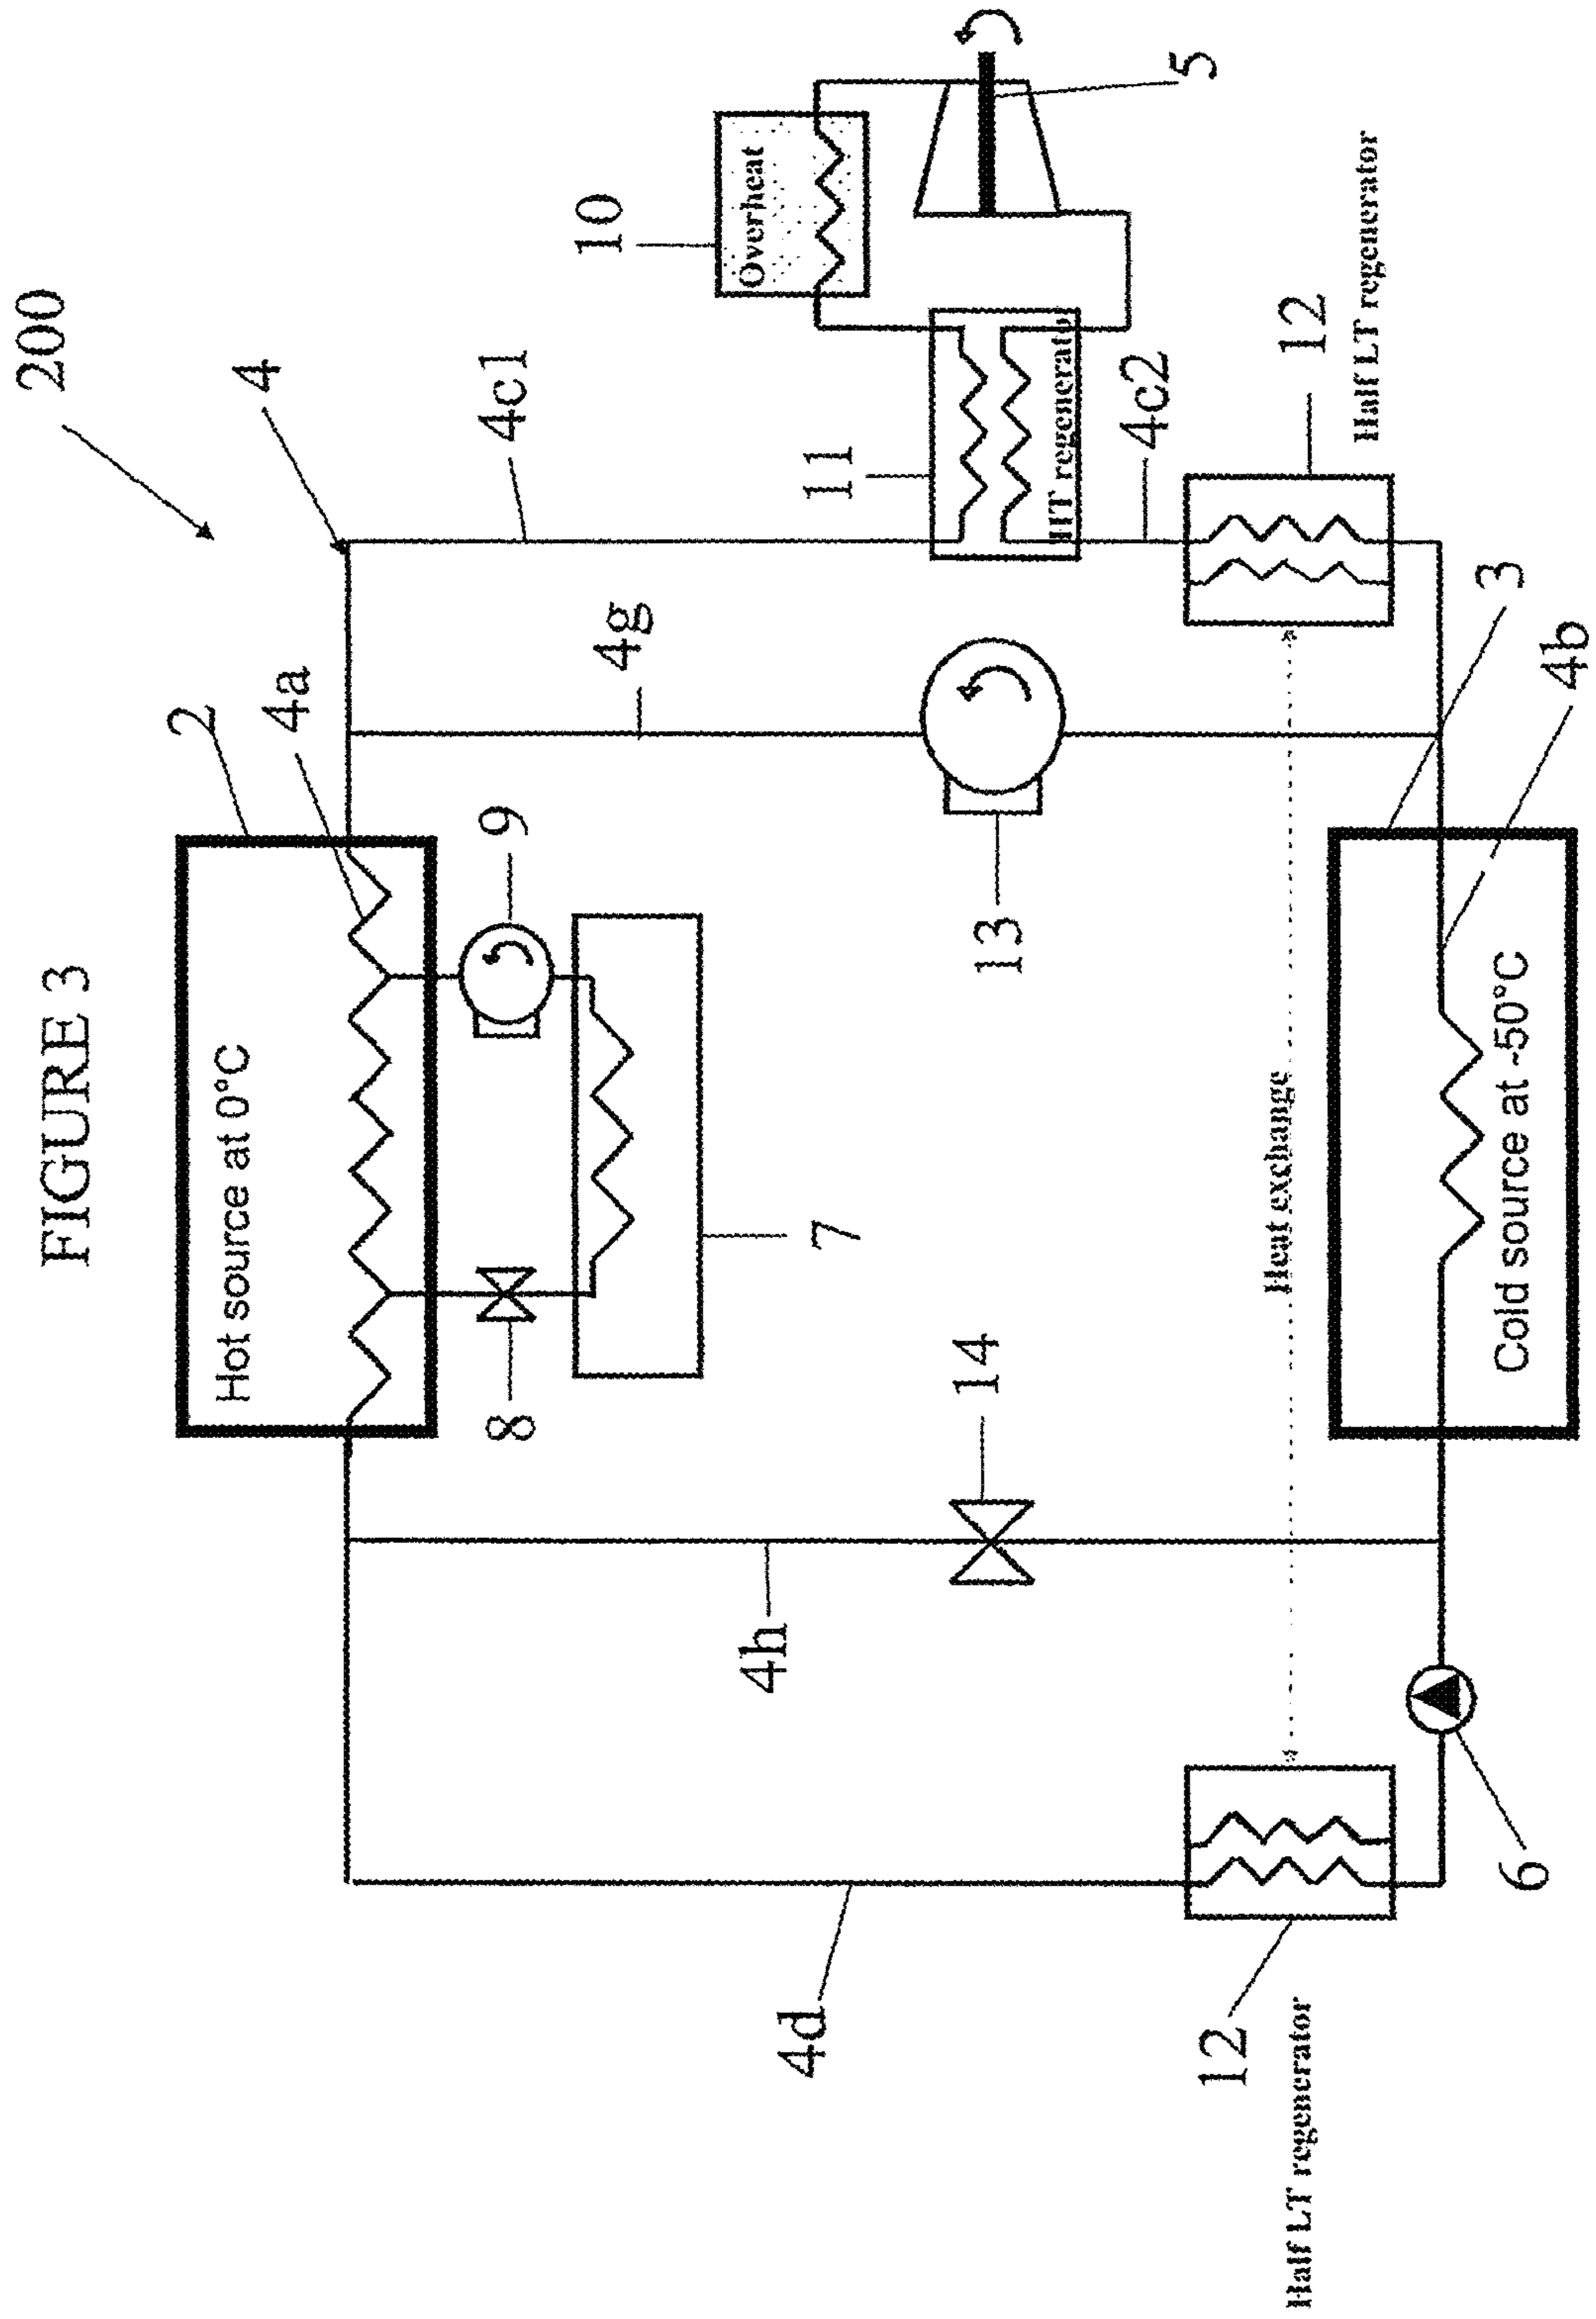 FIGURE 3
200
4
2
4a
Hot source at 0°C
4c1
4g
9
8
7
10
Overheat
5
11
HT regenerator
4c2
12
Half LT regenerator
13
14
4h
4d
Heat exchange
3
4b
Cold source at -50°C
6
12
Half LT regenerator